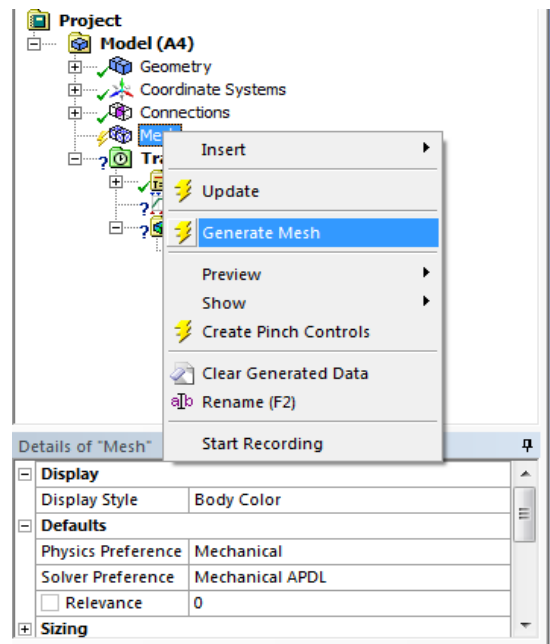 Project
Model (A4)
Geometry
Coordinate Systems
Connections
Insert
Update
Generate Mesh
Preview
Show
Create Pinch Controls
Clear Generated Data
Rename (F2)
Start Recording
Details of "Mesh"
Display
Display Style Body Color
Defaults
Physics Preference Mechanical
Solver Preference Mechanical APDL
Relevance 0
Sizing